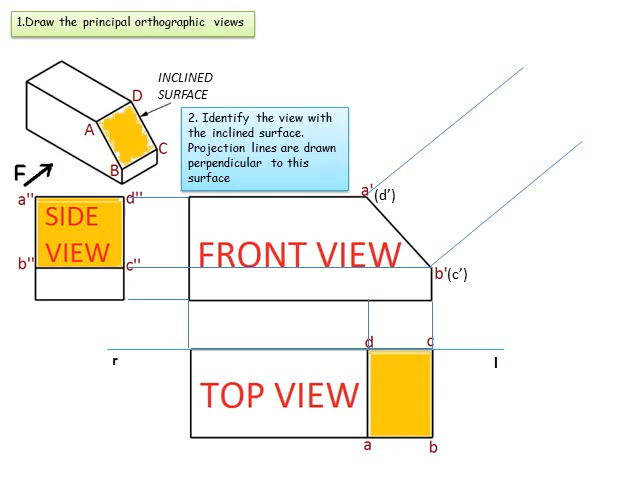 1.Draw the principal orthographic views
INCLINED
SURFACE
D
A
C
B
F
2. Identify the view with
the inclined surface.
Projection lines are drawn
perpendicular to this
surface
a''
d''
a'
(d')
SIDE
VIEW
FRONT VIEW
b''
c''
b'(c')
d
c
r
l
TOP VIEW
a
b